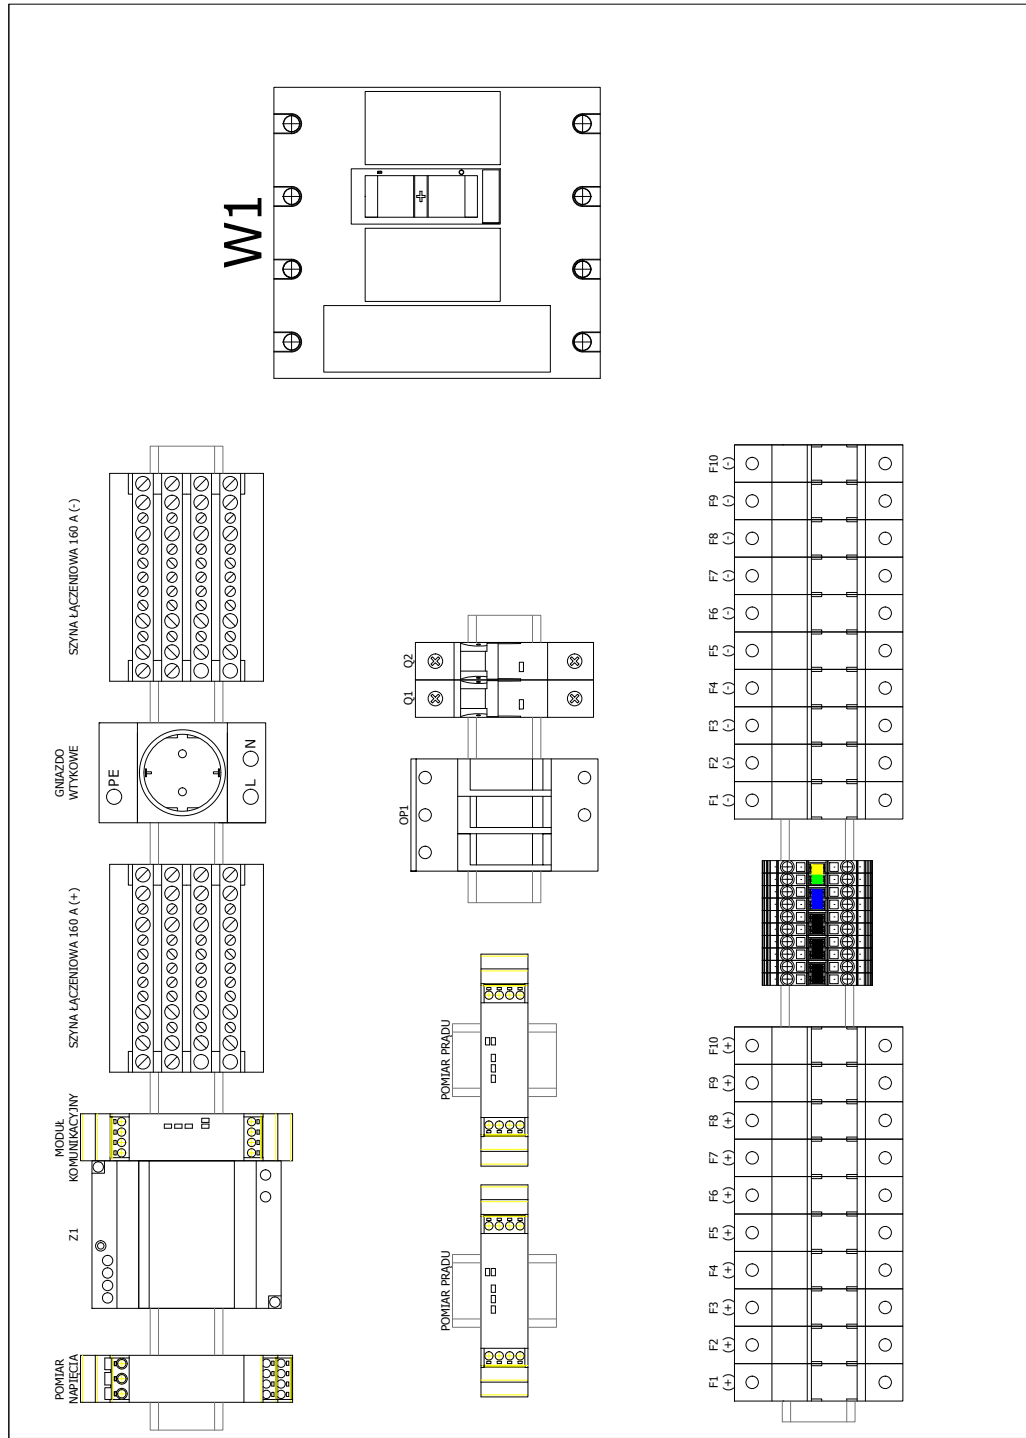 W1
SZYNA ŁĄCZENIOWA 160 A (-)
GNIAZDO
WTYKOWE
PE
L
N
SZYNA ŁĄCZENIOWA 160 A (+)
MODUŁ
KOMUNIKACYJNY
Z1
POMIAR
NAPIĘCIA
Q2
Q1
OP1
POMIAR PRĄDU
POMIAR PRĄDU
F10
(-)
F9
(-)
F8
(-)
F7
(-)
F6
(-)
F5
(-)
F4
(-)
F3
(-)
F2
(-)
F1
(-)
F10
(+)
F9
(+)
F8
(+)
F7
(+)
F6
(+)
F5
(+)
F4
(+)
F3
(+)
F2
(+)
F1
(+)